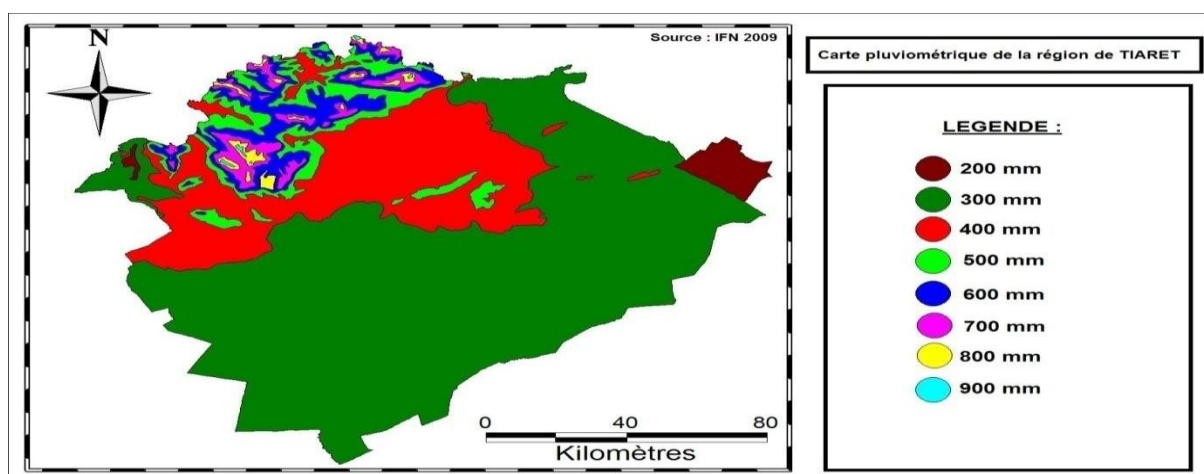 N
Source : IFN 2009
0 40 80
Kilomètres
Carte pluviométrique de la région de TIARET
LEGENDE :
200 mm
300 mm
400 mm
500 mm
600 mm
700 mm
800 mm
900 mm